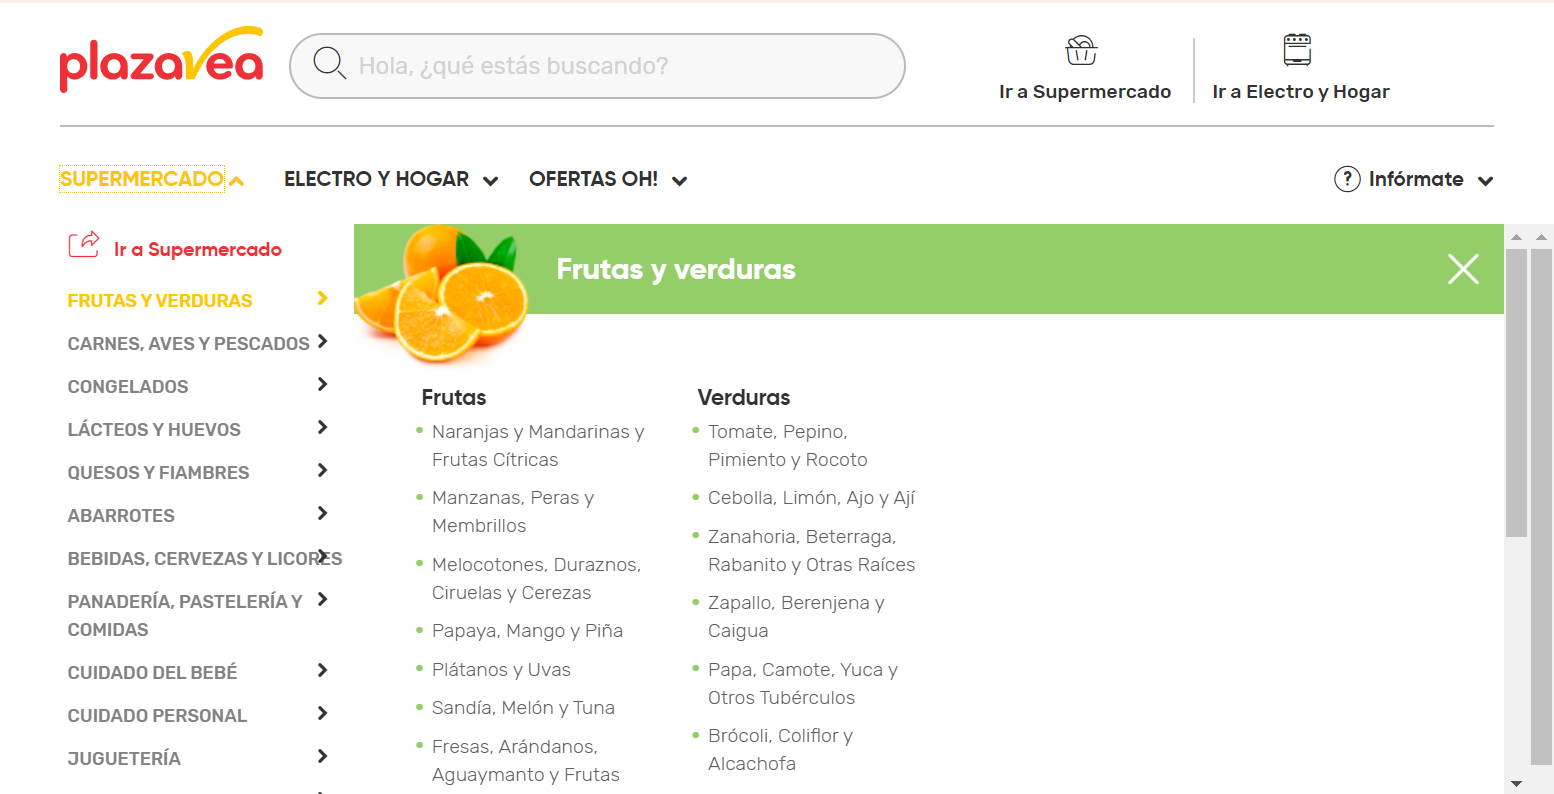 plazavea
Hola, ¿qué estás buscando?
Ir a Supermercado
Ir a Electro y Hogar
SUPERMERCADO
ELECTRO Y HOGAR
OFERTAS OH!
? Infórmate
Ir a Supermercado
FRUTAS Y VERDURAS
CARNES, AVES Y PESCADOS
CONGELADOS
LÁCTEOS Y HUEVOS
QUESOS Y FIAMBRES
ABARROTES
BEBIDAS, CERVEZAS Y LICORES
PANADERÍA, PASTELERÍA Y
COMIDAS
CUIDADO DEL BEBÉ
CUIDADO PERSONAL
JUGUETERÍA
Frutas y verduras
Frutas
Naranjas y Mandarinas y
Frutas Cítricas
Manzanas, Peras y
Membrillos
Melocotones, Duraznos,
Ciruelas y Cerezas
Papaya, Mango y Piña
Plátanos y Uvas
Sandía, Melón y Tuna
Fresas, Arándanos,
Aguaymanto y Frutas
Verduras
Tomate, Pepino,
Pimiento y Rocoto
Cebolla, Limón, Ajo y Ají
Zanahoria, Beterraga,
Rabanito y Otras Raíces
Zapallo, Berenjena y
Caigua
Papa, Camote, Yuca y
Otros Tubérculos
Brócoli, Coliflor y
Alcachofa